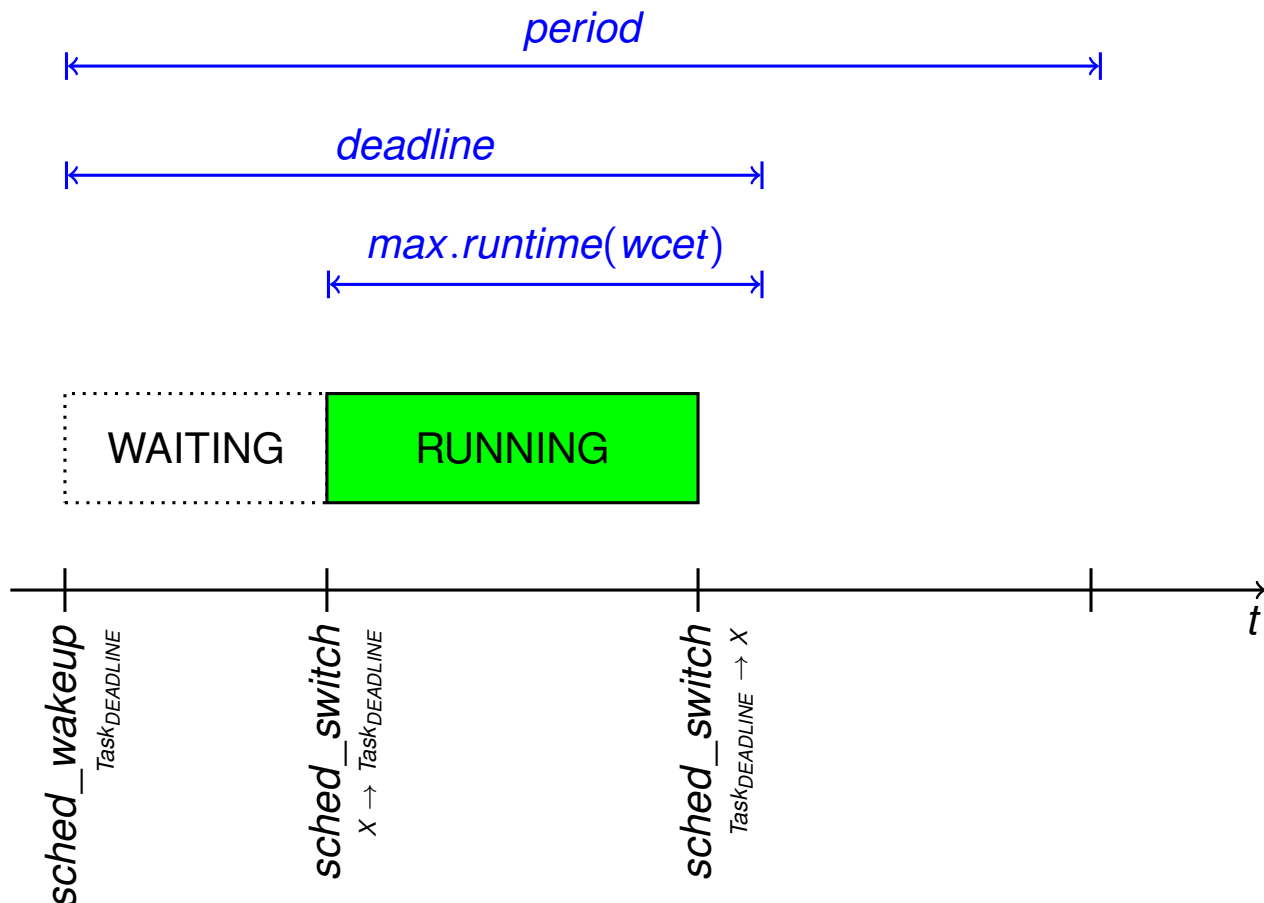 period
deadline
max.runtime(wcet)
WAITING
RUNNING
t
sched_wakeup
Task_DEADLINE
sched_switch
X → Task_DEADLINE
sched_switch
Task_DEADLINE → X